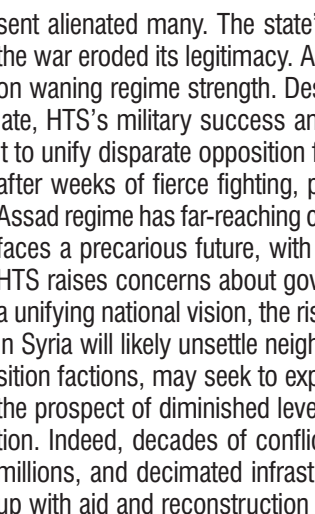 sent alienated many. The state'
the war eroded its legitimacy. A
on waning regime strength. Des
ate, HTS's military success an
t to unify disparate opposition f
after weeks of fierce fighting, p
Assad regime has far-reaching c
faces a precarious future, with
HTS raises concerns about gov
a unifying national vision, the ris
in Syria will likely unsettle neigh
sition factions, may seek to exp
the prospect of diminished leve
tion. Indeed, decades of conflic
millions, and decimated infrast
up with aid and reconstruction